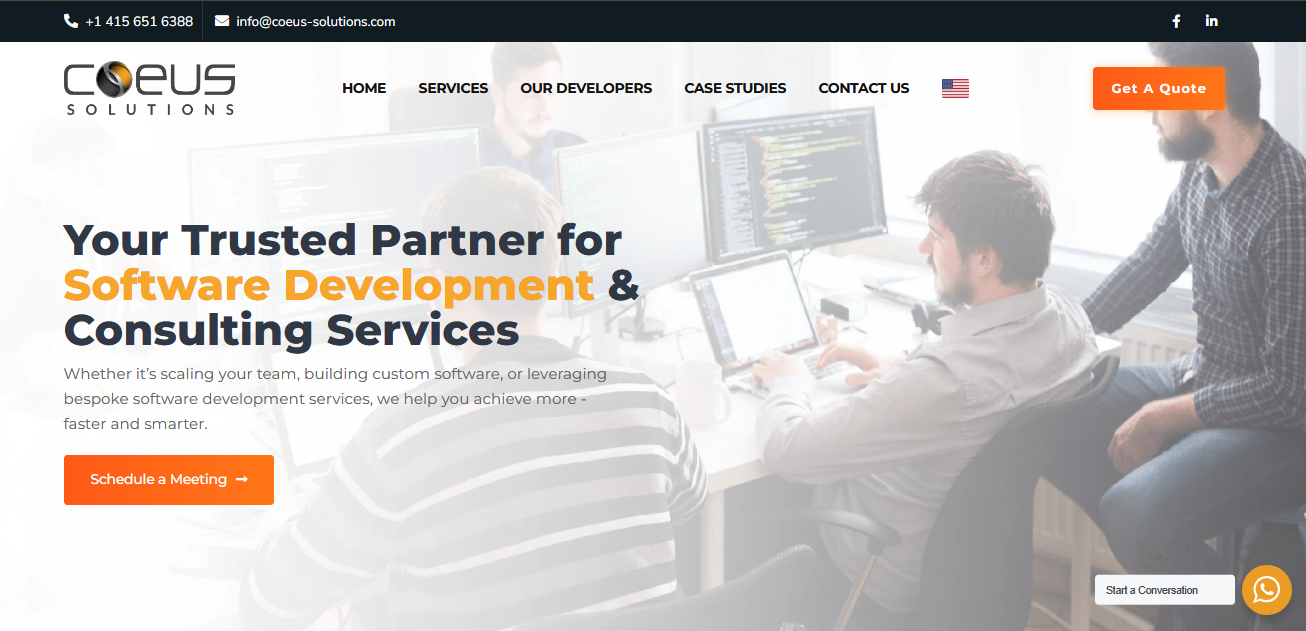 +1 415 651 6388 info@coeus-solutions.com
COEUS
SOLUTIONS
HOME SERVICES OUR DEVELOPERS CASE STUDIES CONTACT US
Get A Quote
Your Trusted Partner for
Software Development &
Consulting Services
Whether it’s scaling your team, building custom software, or leveraging
bespoke software development services, we help you achieve more -
faster and smarter.
Schedule a Meeting
Start a Conversation